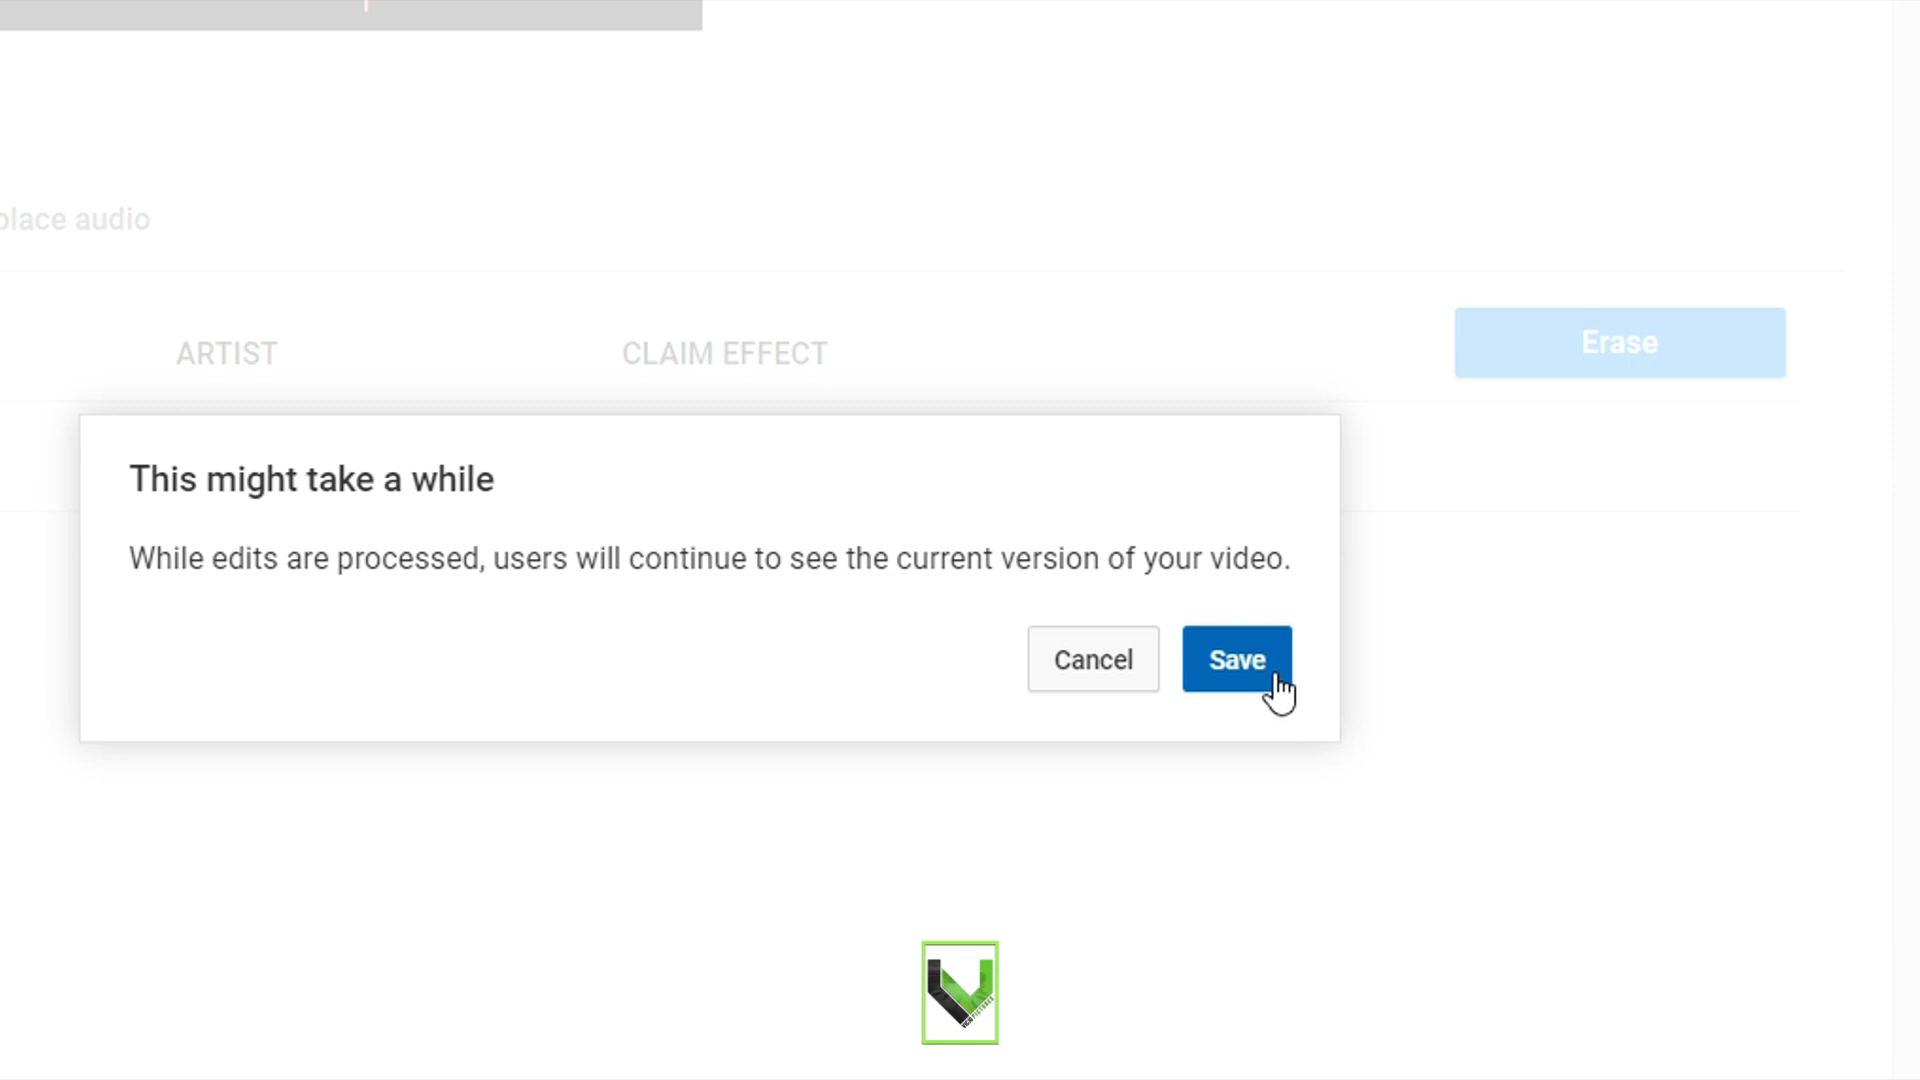 place audio
ARTIST
CLAIM EFFECT
Erase
This might take a while
While edits are processed, users will continue to see the current version of your video.
Cancel
Save